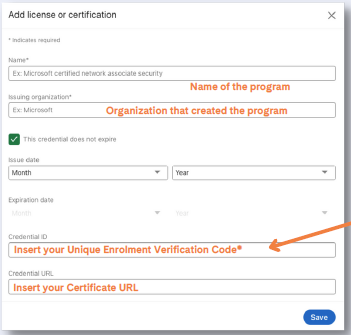 Add license or certification
* Indicates required
Name*
Ex: Microsoft certified network associate security
Name of the program
Issuing organization*
Ex: Microsoft
Organization that created the program
This credential does not expire
Issue date
Month
Year
Expiration date
Month
Year
Credential ID
Insert your Unique Enrolment Verification Code*
Credential URL
Insert your Certificate URL
Save